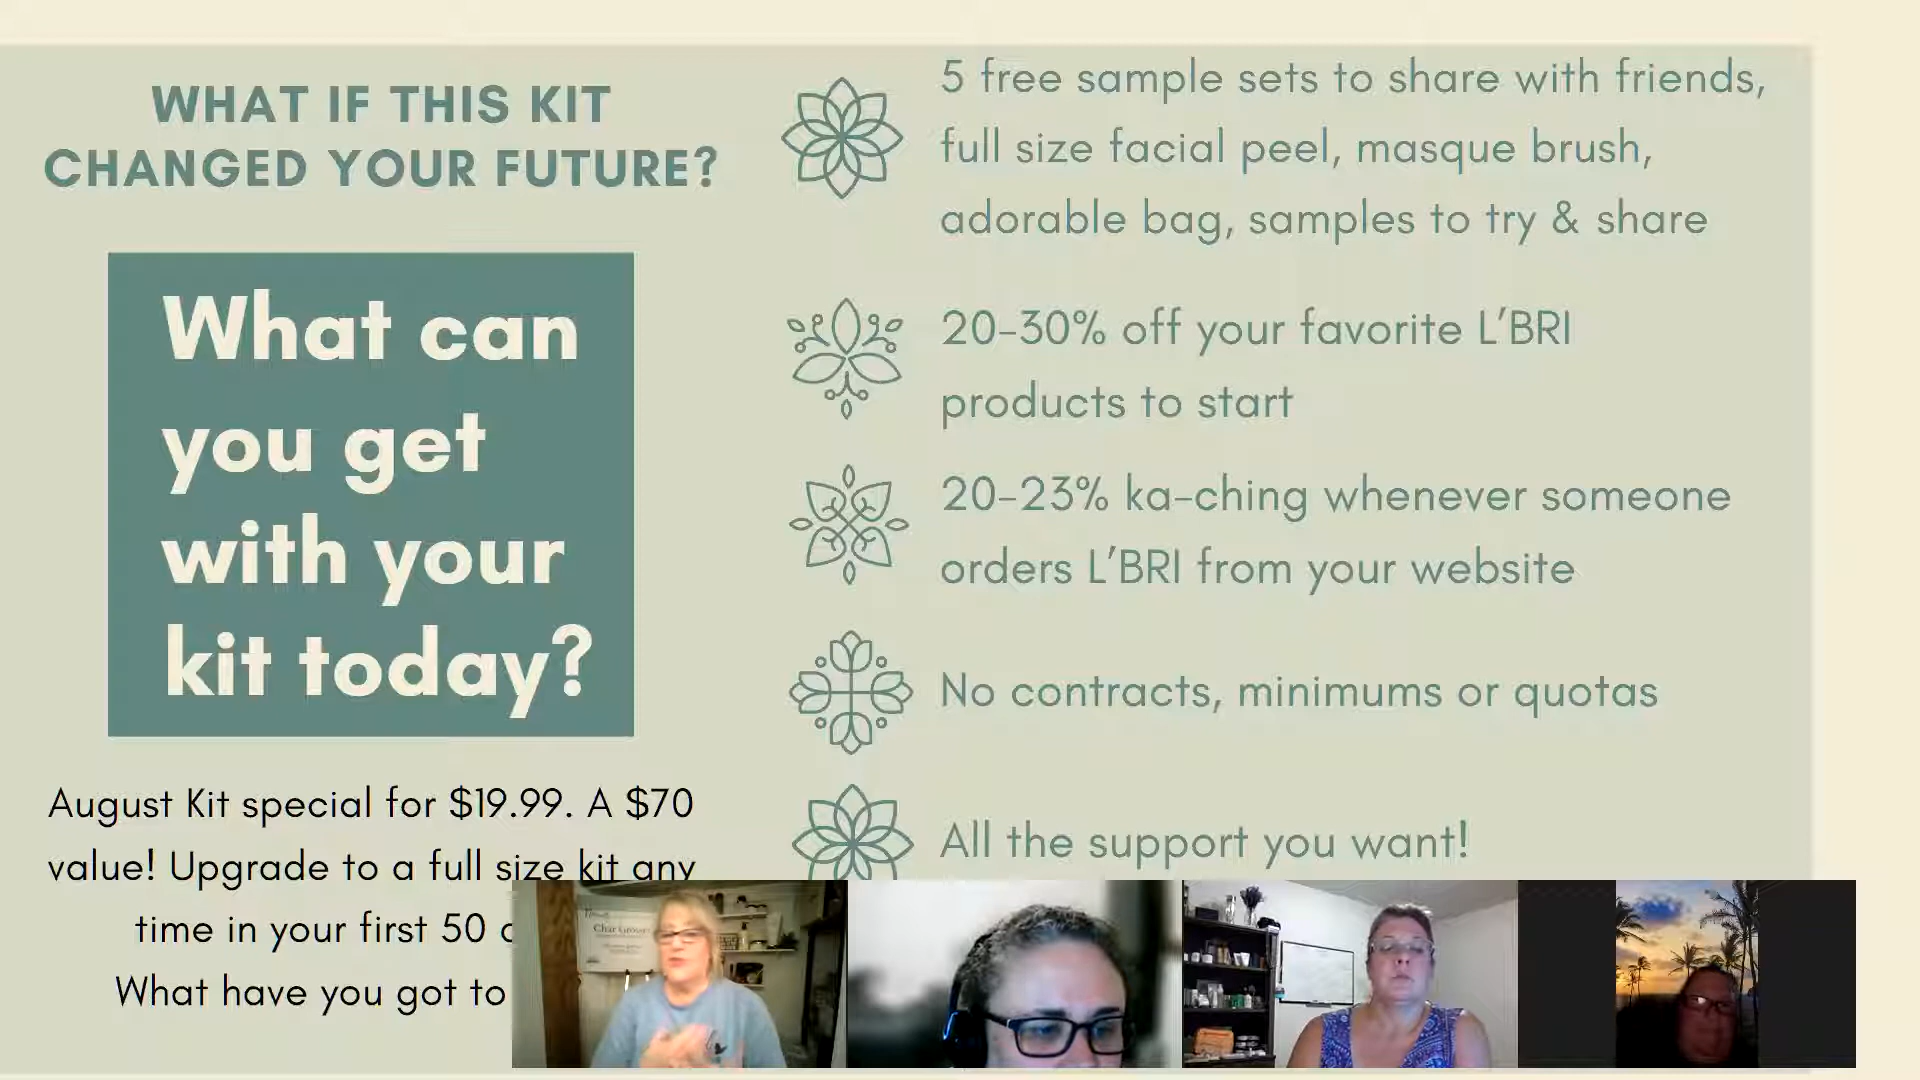 WHAT IF THIS KIT
CHANGED YOUR FUTURE?
What can
you get
with your
kit today?
August Kit special for $19.99. A $70
value! Upgrade to a full size kit any
time in your first 50
What have you got to
5 free sample sets to share with friends,
full size facial peel, masque brush,
adorable bag, samples to try & share
20-30% off your favorite L'BRI
products to start
20-23% ka-ching whenever someone
orders L'BRI from your website
No contracts, minimums or quotas
All the support you want!